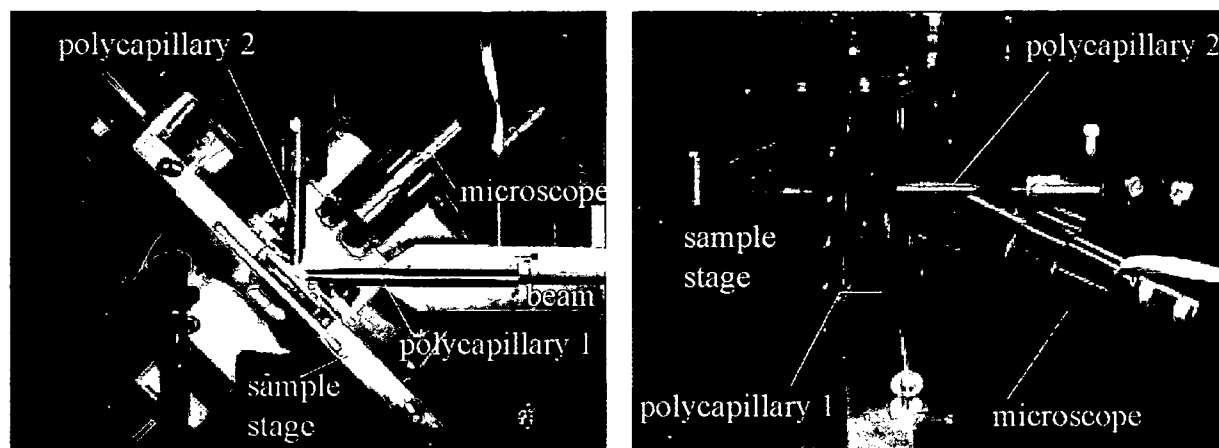 polycapillary 2
microscope
beam
polycapillary 1
sample
stage
polycapillary 2
sample
stage
polycapillary 1
microscope